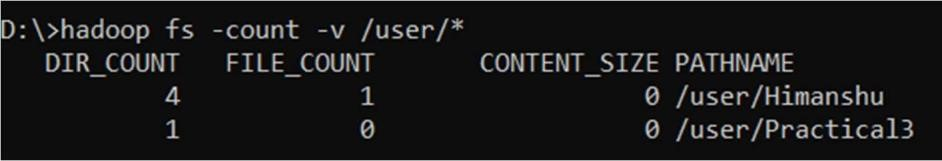 D:\>hadoop fs -count -v /user/*
DIR_COUNT FILE_COUNT CONTENT_SIZE PATHNAME
4 1 0 /user/Himanshu
1 0 0 /user/Practical3